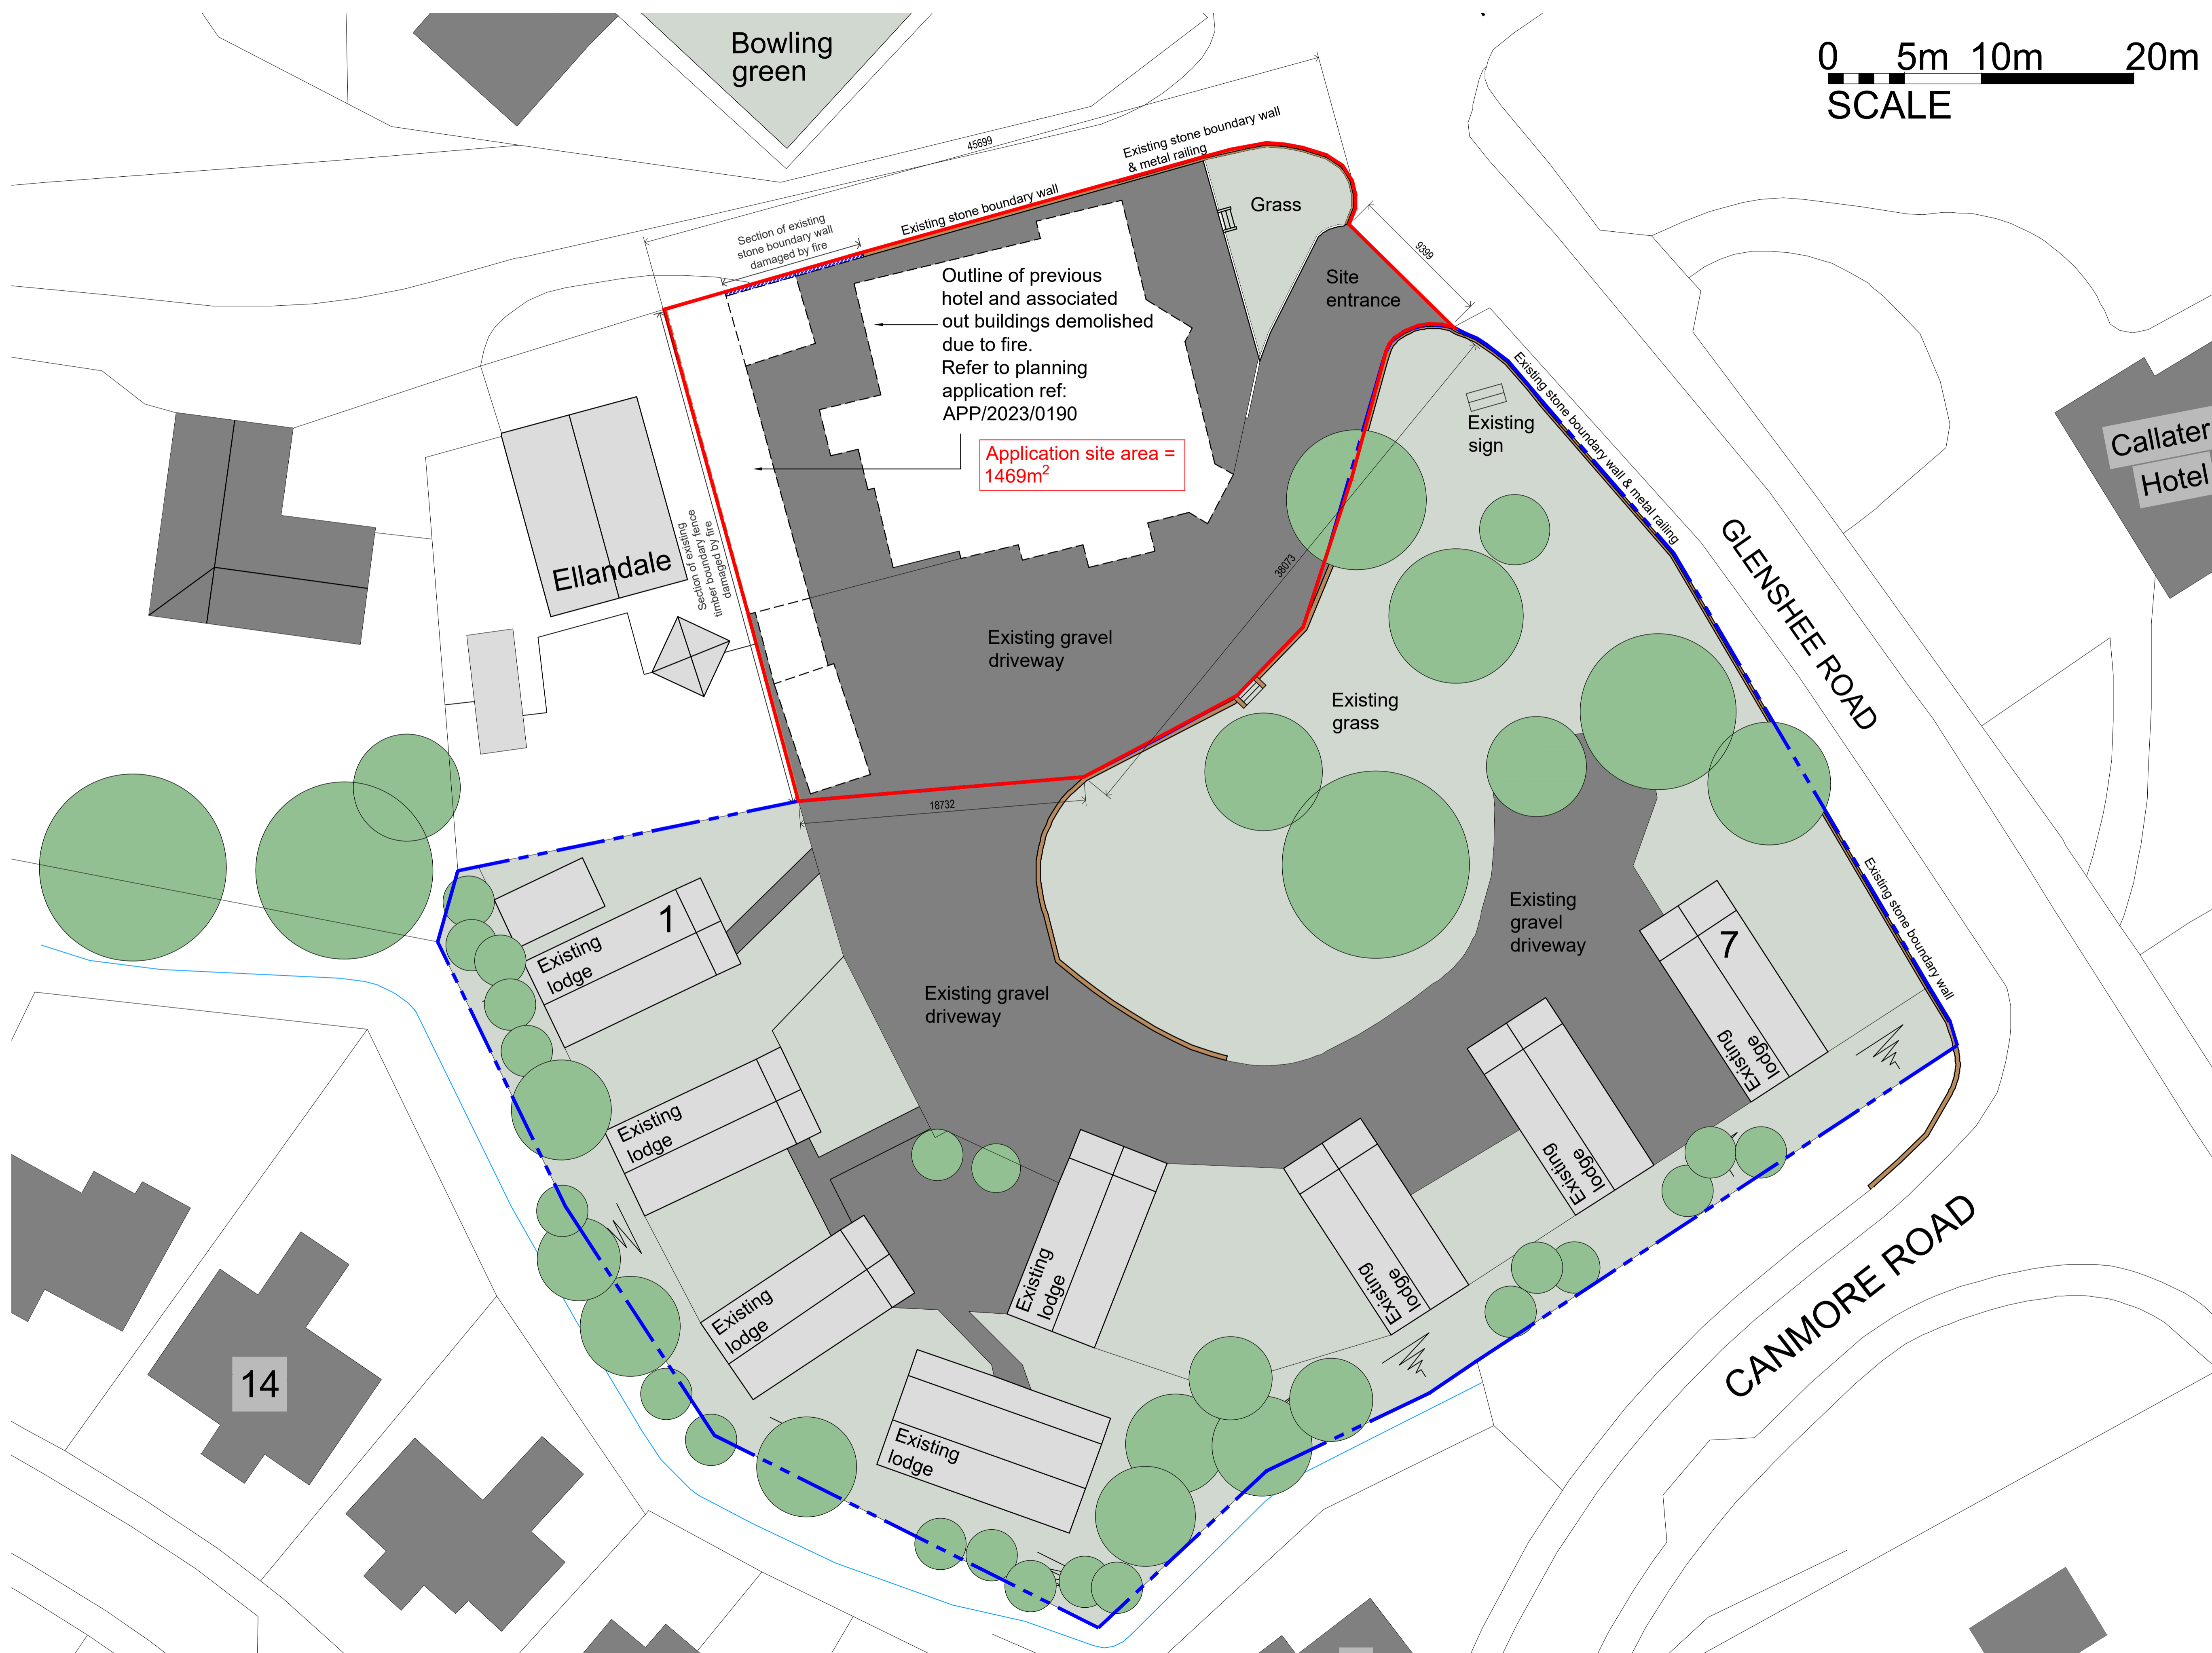 Bowling
green
0 5m 10m 20m
SCALE
45699
Existing stone boundary wall
& metal railing
Existing stone boundary wall
Section of existing
stone boundary wall
damaged by fire
Grass
9399
Site
entrance
Outline of previous
hotel and associated
out buildings demolished
due to fire.
Refer to planning
application ref:
APP/2023/0190
Application site area =
1469m²
Existing
sign
Existing stone boundary wall & metal railing
Callater
Hotel
GLENSHEE ROAD
Ellandale
Section of existing
timber boundary fence
damaged by fire
38073
Existing gravel
driveway
Existing
grass
18732
Existing
gravel
driveway
Existing stone boundary wall
1
Existing
lodge
7
Existing
lodge
Existing gravel
driveway
Existing
lodge
Existing
lodge
Existing
lodge
Existing
lodge
Existing
lodge
Existing
lodge
CANMORE ROAD
14